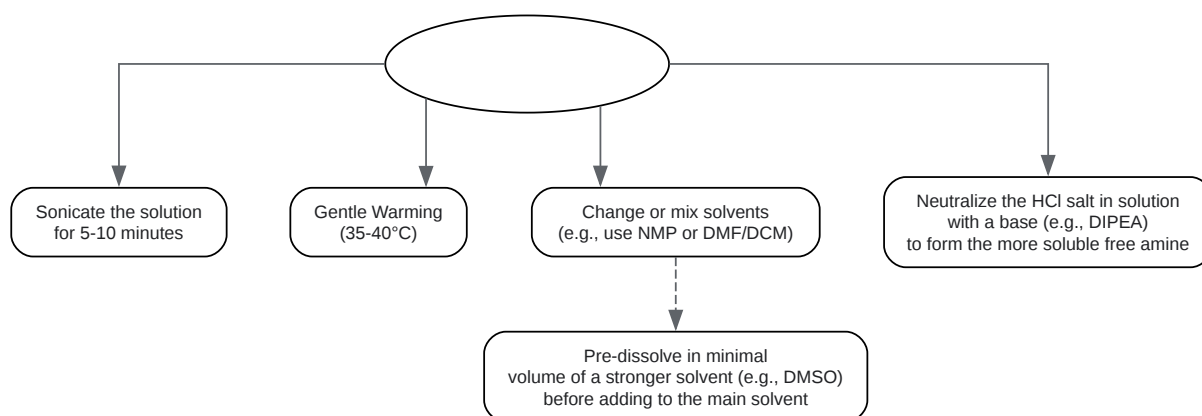 Sonicate the solution
for 5-10 minutes
Gentle Warming
(35-40°C)
Change or mix solvents
(e.g., use NMP or DMF/DCM)
Neutralize the HCl salt in solution
with a base (e.g., DIPEA)
to form the more soluble free amine
Pre-dissolve in minimal
volume of a stronger solvent (e.g., DMSO)
before adding to the main solvent